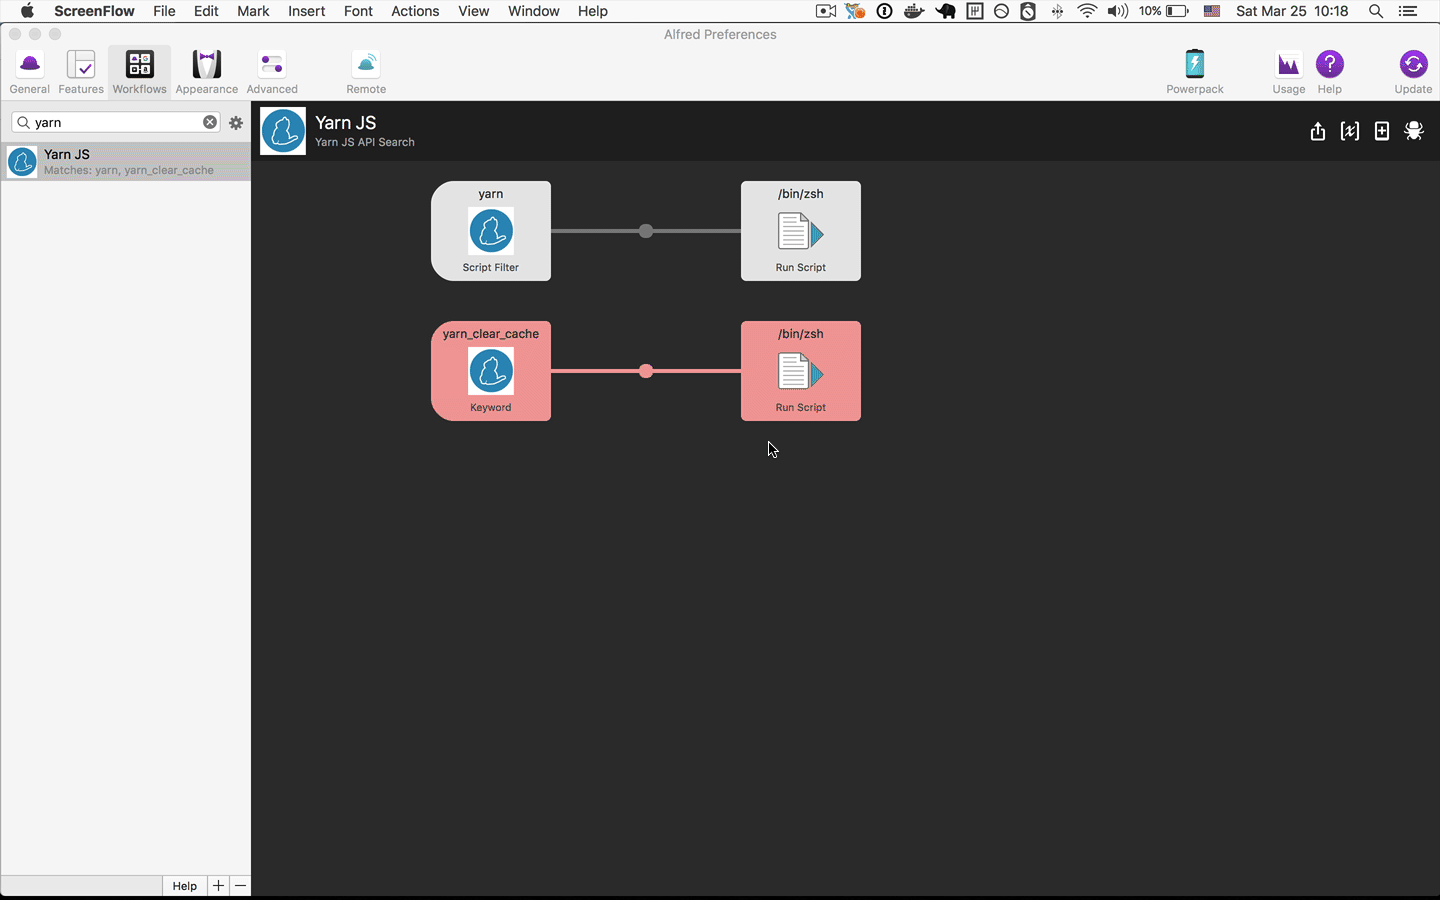 ScreenFlow File Edit Mark Insert Font Actions View Window Help 10% Sat Mar 25 10:18
Alfred Preferences
General Features Workflows Appearance Advanced Remote Powerpack Usage Help Update
yarn
Yarn JS
Matches: yarn, yarn_clear_cache
Yarn JS
Yarn JS API Search
yarn
Script Filter
/bin/zsh
Run Script
yarn_clear_cache
Keyword
/bin/zsh
Run Script
Help + −